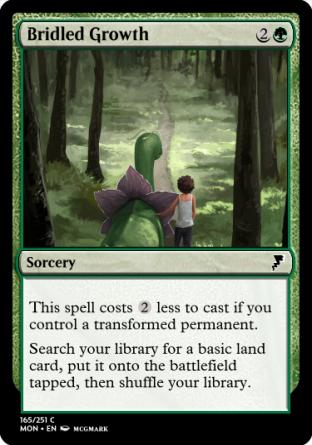 Bridled Growth 2
Sorcery
This spell costs 2 less to cast if you
control a transformed permanent.
Search your library for a basic land
card, put it onto the battlefield
tapped, then shuffle your library.
165/251 C
MON • EN MCGMARK